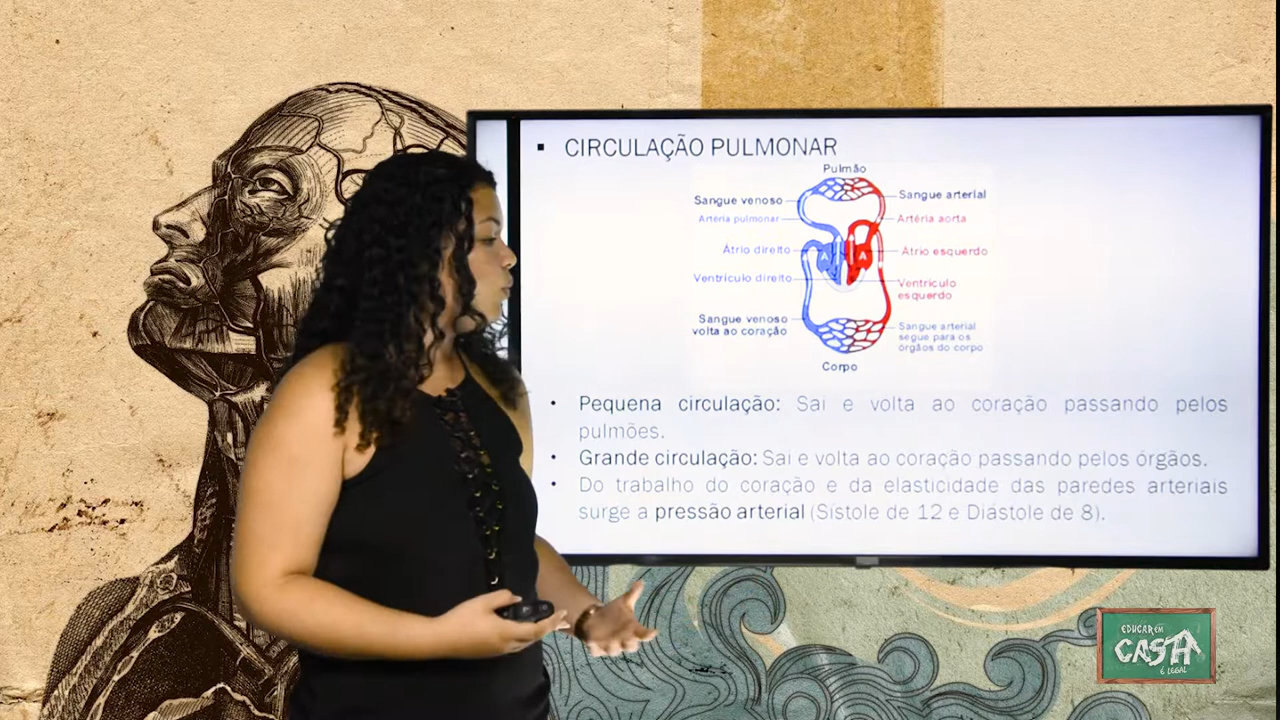 CIRCULAÇÃO PULMONAR
Pulmão
Sangue venoso
Sangue arterial
Artéria pulmonar
Artéria aorta
Átrio direito
Átrio esquerdo
Ventrículo direito
Ventrículo
esquerdo
Sangue venoso
volta ao coração
Sangue arterial
segue para os
órgãos do corpo
Corpo
A
A
• Pequena circulação: Sai e volta ao coração passando pelos
pulmões.
• Grande circulação: Sai e volta ao coração passando pelos órgãos.
• Do trabalho do coração e da elasticidade das paredes arteriais
surge a pressão arterial (Sístole de 12 e Diástole de 8).
EDUCAR EM
CASA
É LEGAL